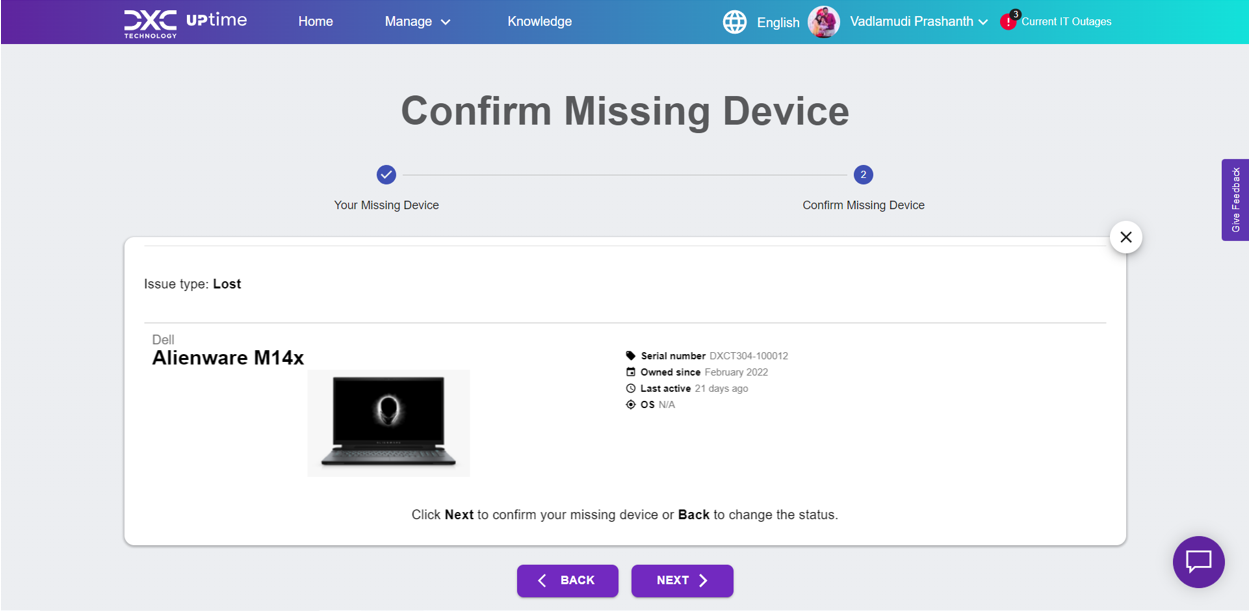 DXC TECHNOLOGY UPtime Home Manage Knowledge English Vadlamudi Prashanth 3 Current IT Outages
Confirm Missing Device
2
Your Missing Device Confirm Missing Device
Give Feedback
Issue type: Lost
Dell
Alienware M14x
Serial number DXCT304-100012
Owned since February 2022
Last active 21 days ago
OS N/A
ALIENWARE
Click Next to confirm your missing device or Back to change the status.
BACK NEXT